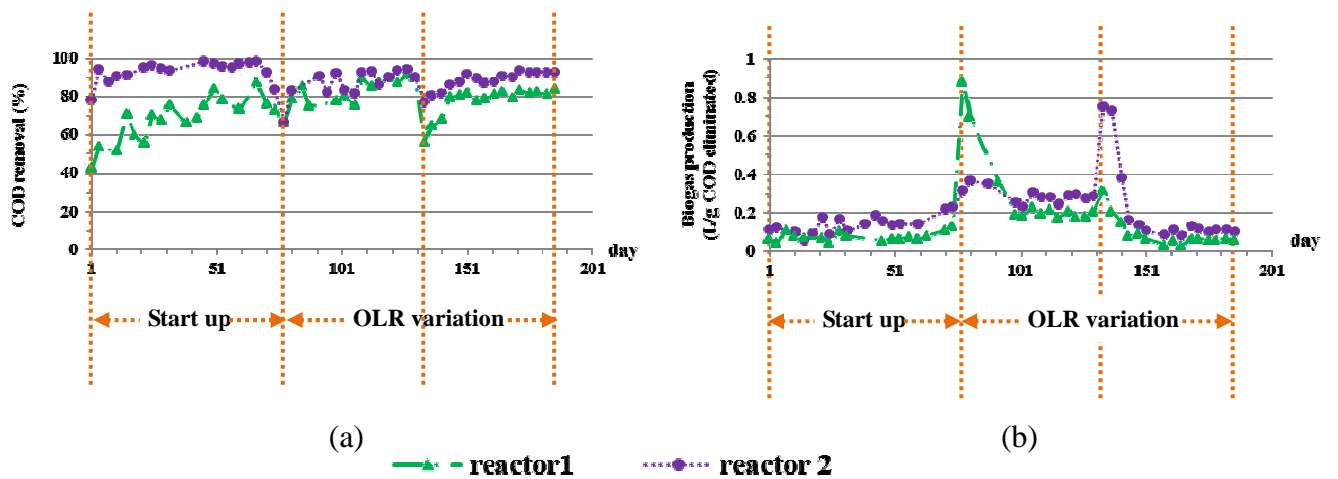 COD removal (%)
100
80
60
40
20
0
1 51 101 151 201
day
Start up OLR variation
(a)
Biogas production
(L/g COD eliminated)
1
0.8
0.6
0.4
0.2
0
1 51 101 151 201
day
Start up OLR variation
(b)
reactor1 reactor 2